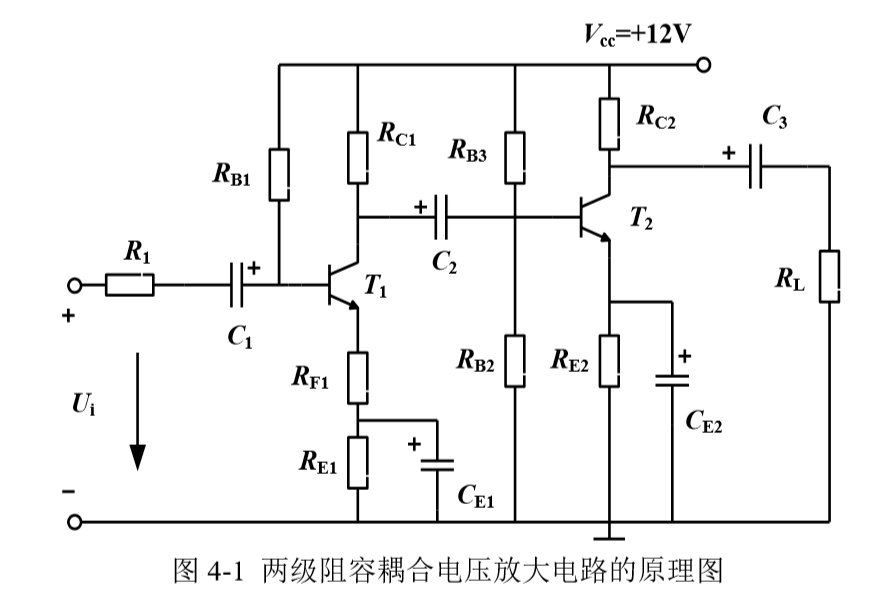 Vcc=+12V
RC1
RC2
C3
RB3
RB1
+
+
T2
R1
+
C2
T1
RL
+
C1
RB2
RE2
+
RF1
Ui
CE2
+
RE1
CE1
−
图 4-1 两级阻容耦合电压放大电路的原理图